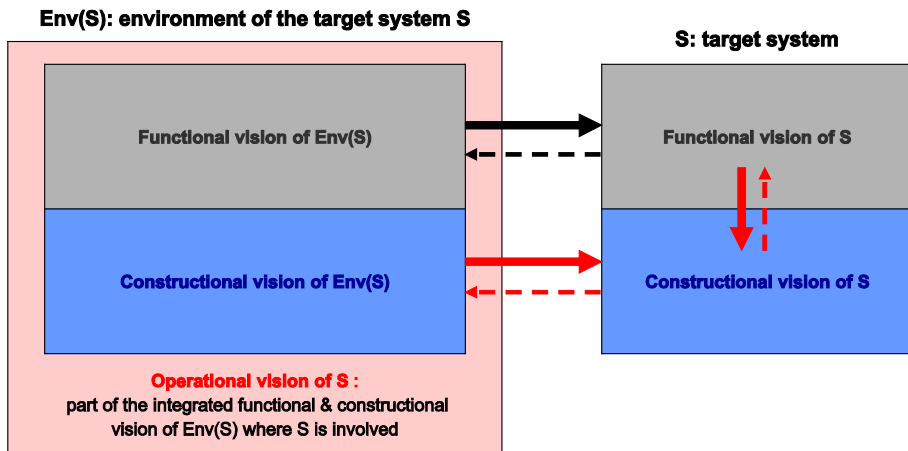 Env(S): environment of the target system S
S: target system
Functional vision of Env(S)
Functional vision of S
Constructional vision of Env(S)
Constructional vision of S
Operational vision of S :
part of the integrated functional & constructional
vision of Env(S) where S is involved